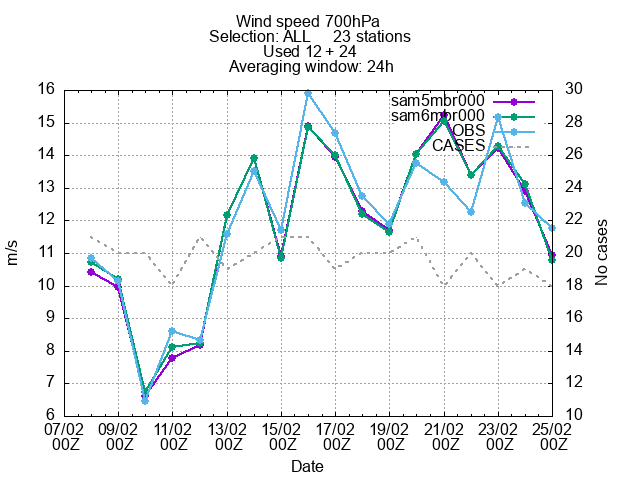 Wind speed 700hPa
Selection: ALL 23 stations
Used 12 + 24
Averaging window: 24h
sam5mbr000
sam6mbr000
OBS
CASES
16
15
14
13
12
11
10
9
8
7
6
30
28
26
24
22
20
18
16
14
12
10
m/s
No cases
07/02 09/02 11/02 13/02 15/02 17/02 19/02 21/02 23/02 25/02
00Z 00Z 00Z 00Z 00Z 00Z 00Z 00Z 00Z 00Z
Date